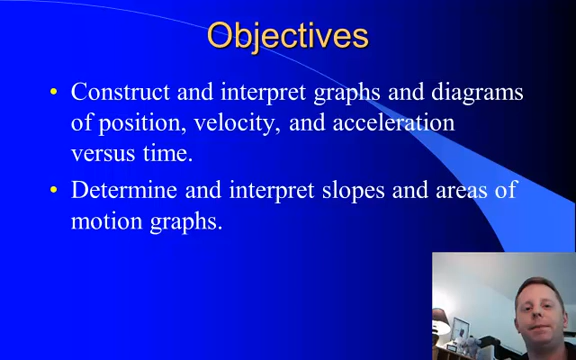 Objectives
• Construct and interpret graphs and diagrams
of position, velocity, and acceleration
versus time.
• Determine and interpret slopes and areas of
motion graphs.